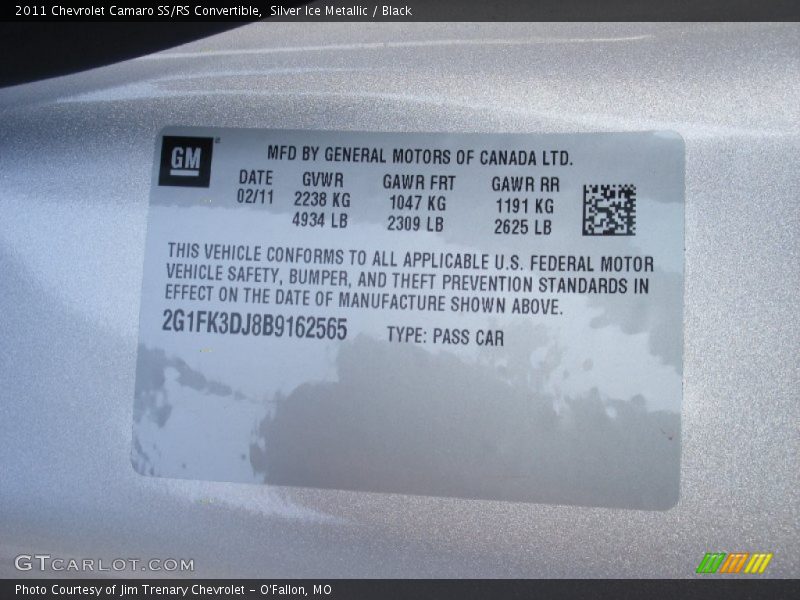 2011 Chevrolet Camaro SS/RS Convertible, Silver Ice Metallic / Black
GM
MFD BY GENERAL MOTORS OF CANADA LTD.
DATE GVWR GAWR FRT GAWR RR
02/11 2238 KG 1047 KG 1191 KG
4934 LB 2309 LB 2625 LB
THIS VEHICLE CONFORMS TO ALL APPLICABLE U.S. FEDERAL MOTOR
VEHICLE SAFETY, BUMPER, AND THEFT PREVENTION STANDARDS IN
EFFECT ON THE DATE OF MANUFACTURE SHOWN ABOVE.
2G1FK3DJ8B9162565 TYPE: PASS CAR
GTCARLOT.COM
Photo Courtesy of Jim Trenary Chevrolet - O'Fallon, MO